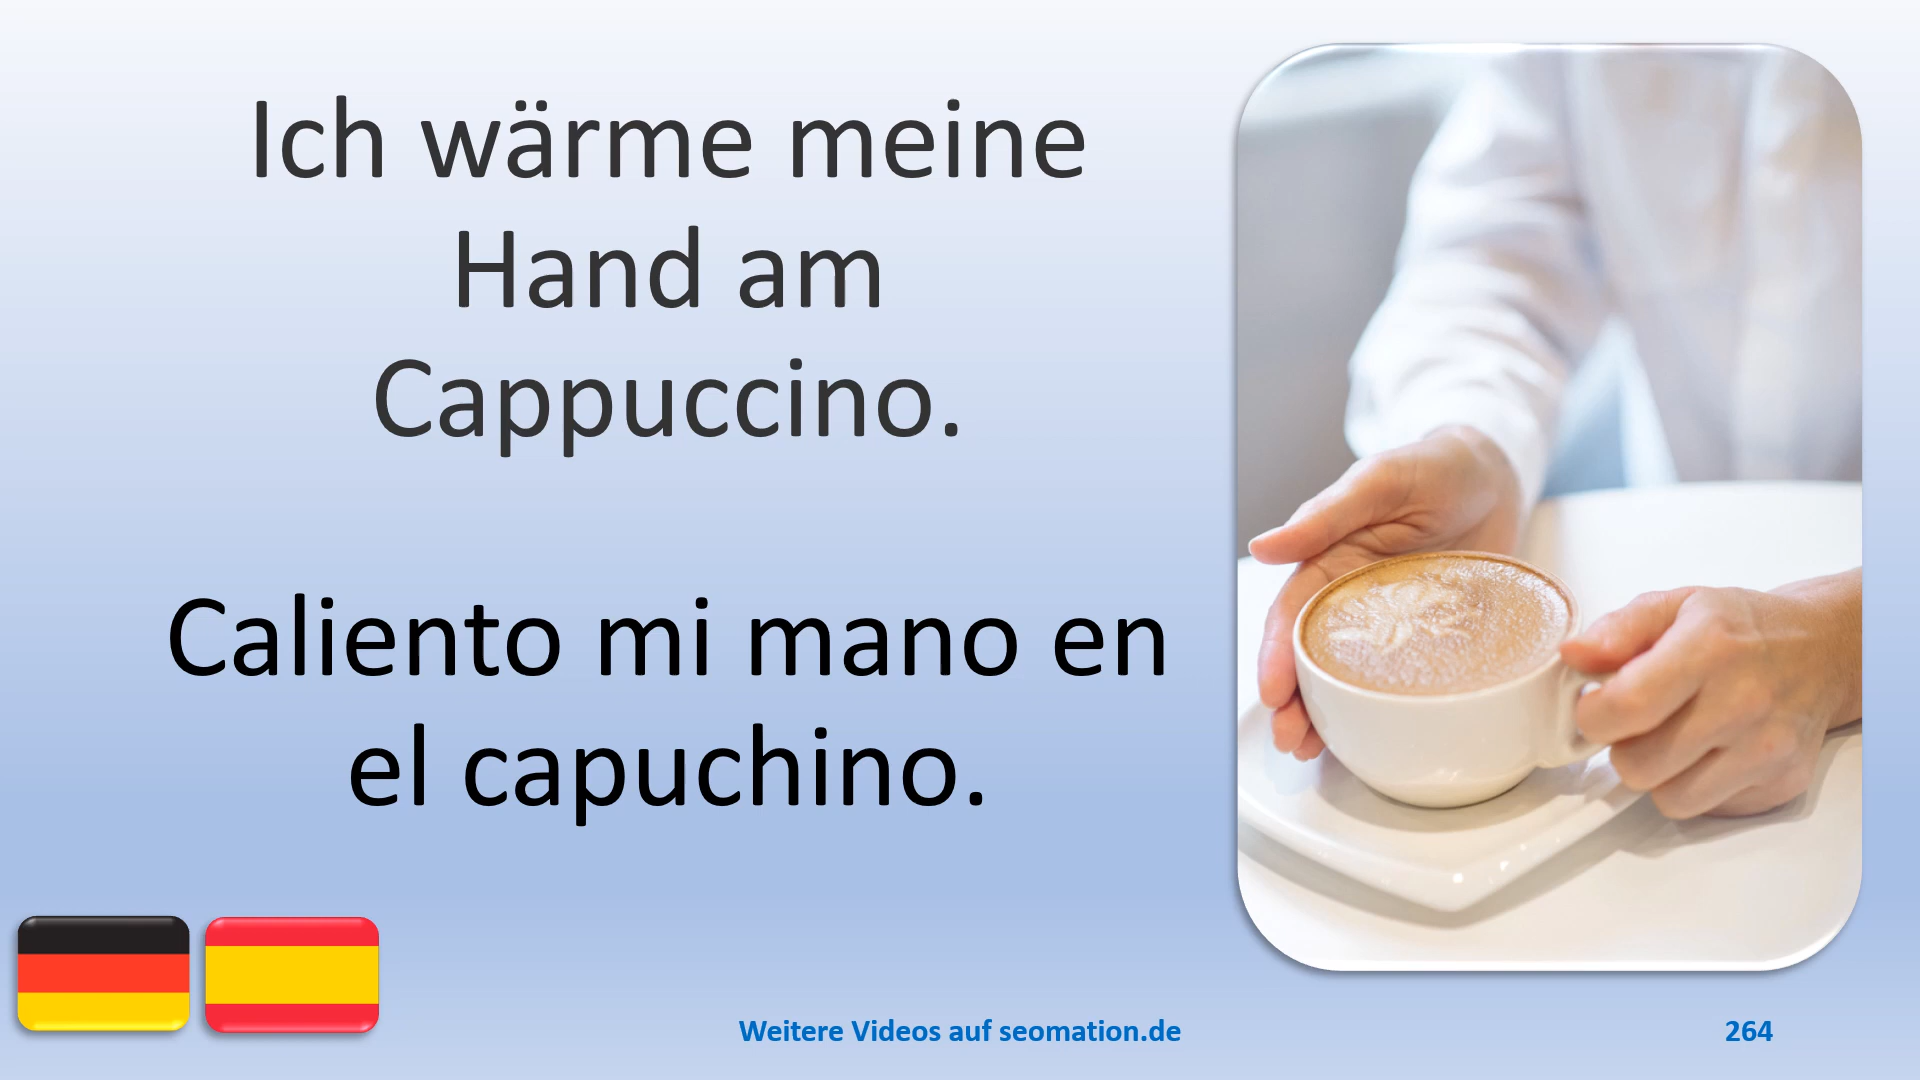 Ich wärme meine
Hand am
Cappuccino.
Caliento mi mano en
el capuchino.
Weitere Videos auf seomation.de
264